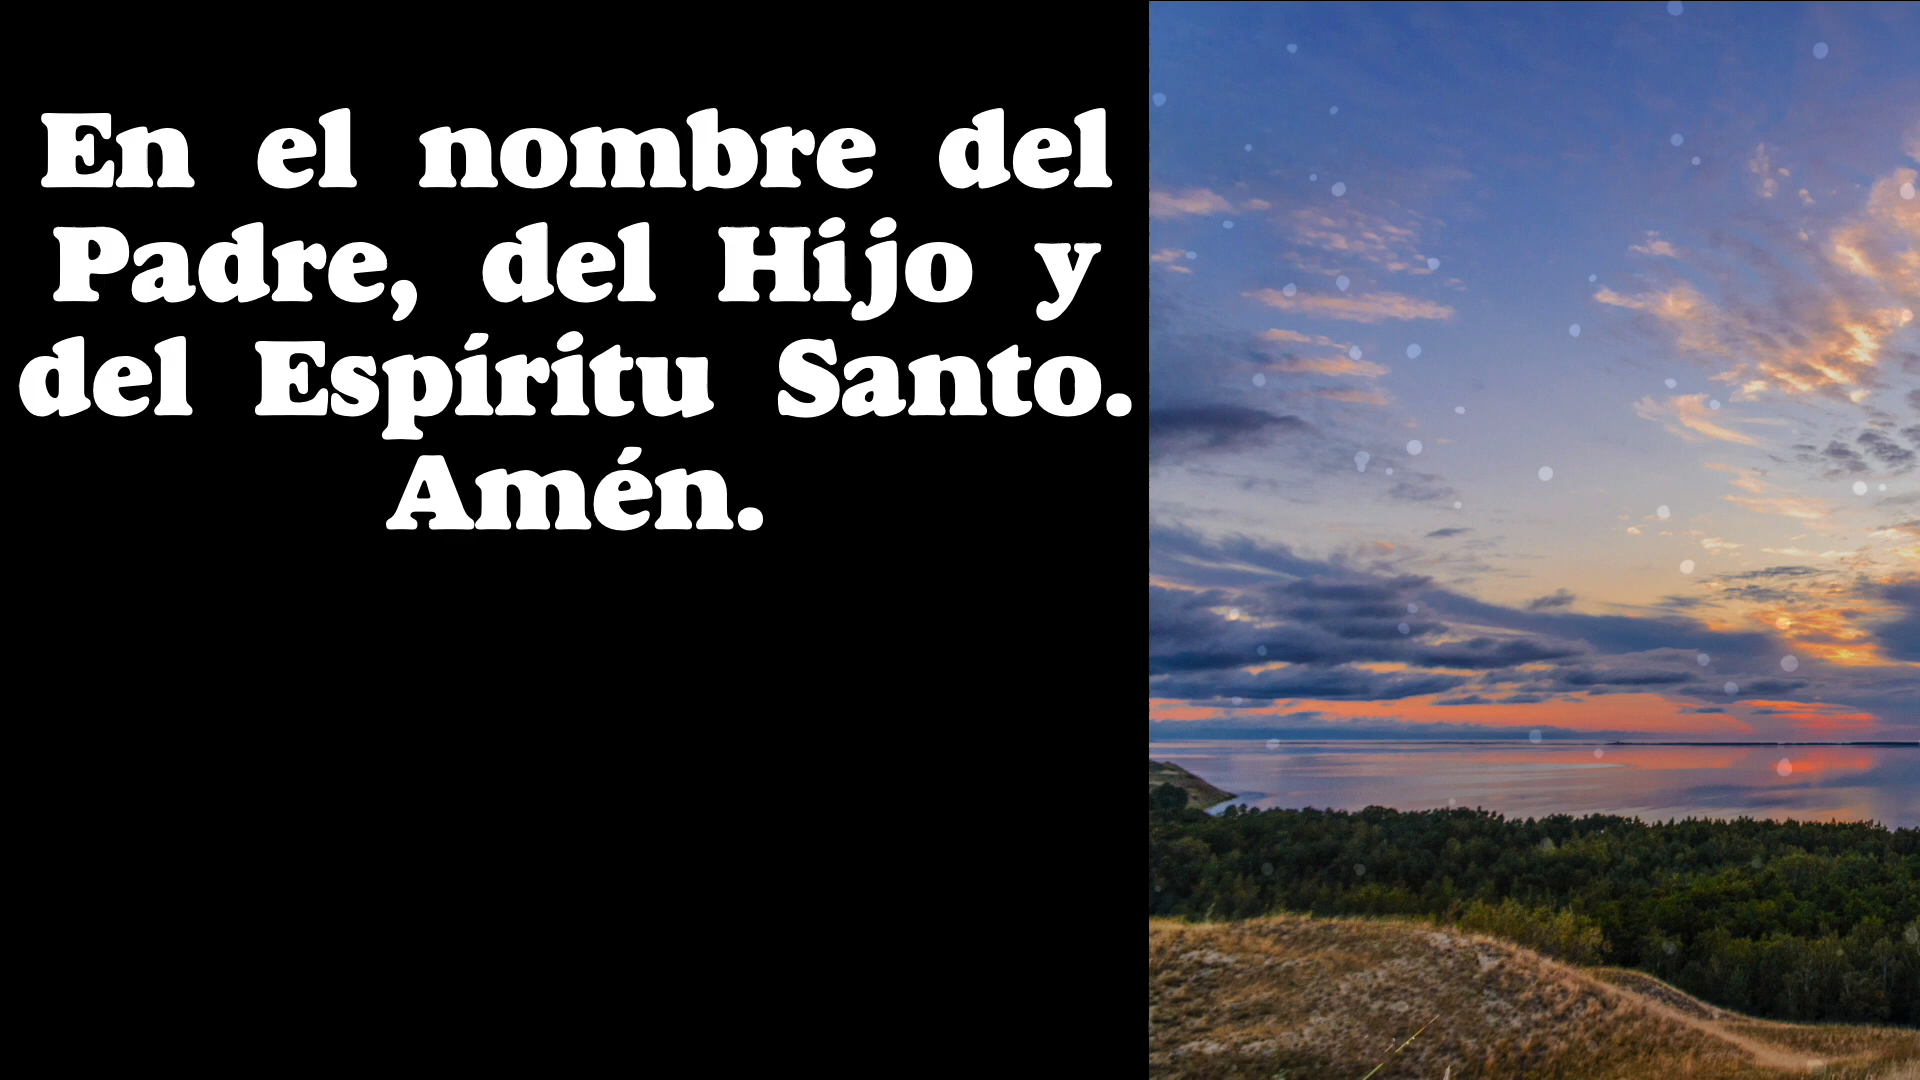 En el nombre del
Padre, del Hijo y
del Espíritu Santo.
Amén.